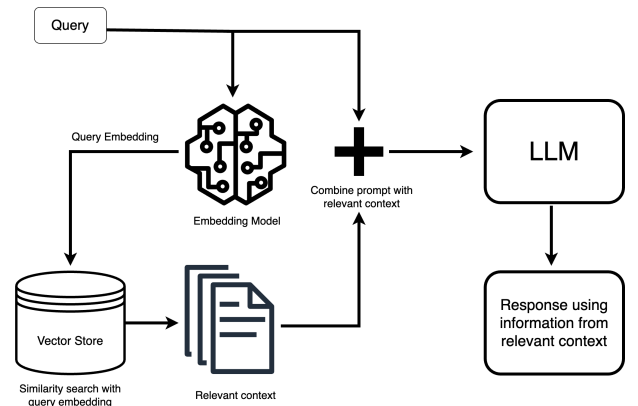 Query
Query Embedding
Embedding Model
Combine prompt with
relevant context
LLM
Response using
information from
relevant context
Vector Store
Similarity search with
query embedding
Relevant context